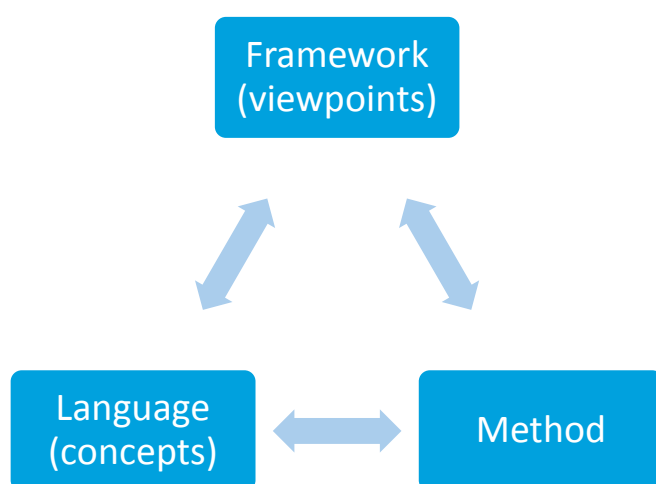 Framework
(viewpoints)
Language
(concepts)
Method